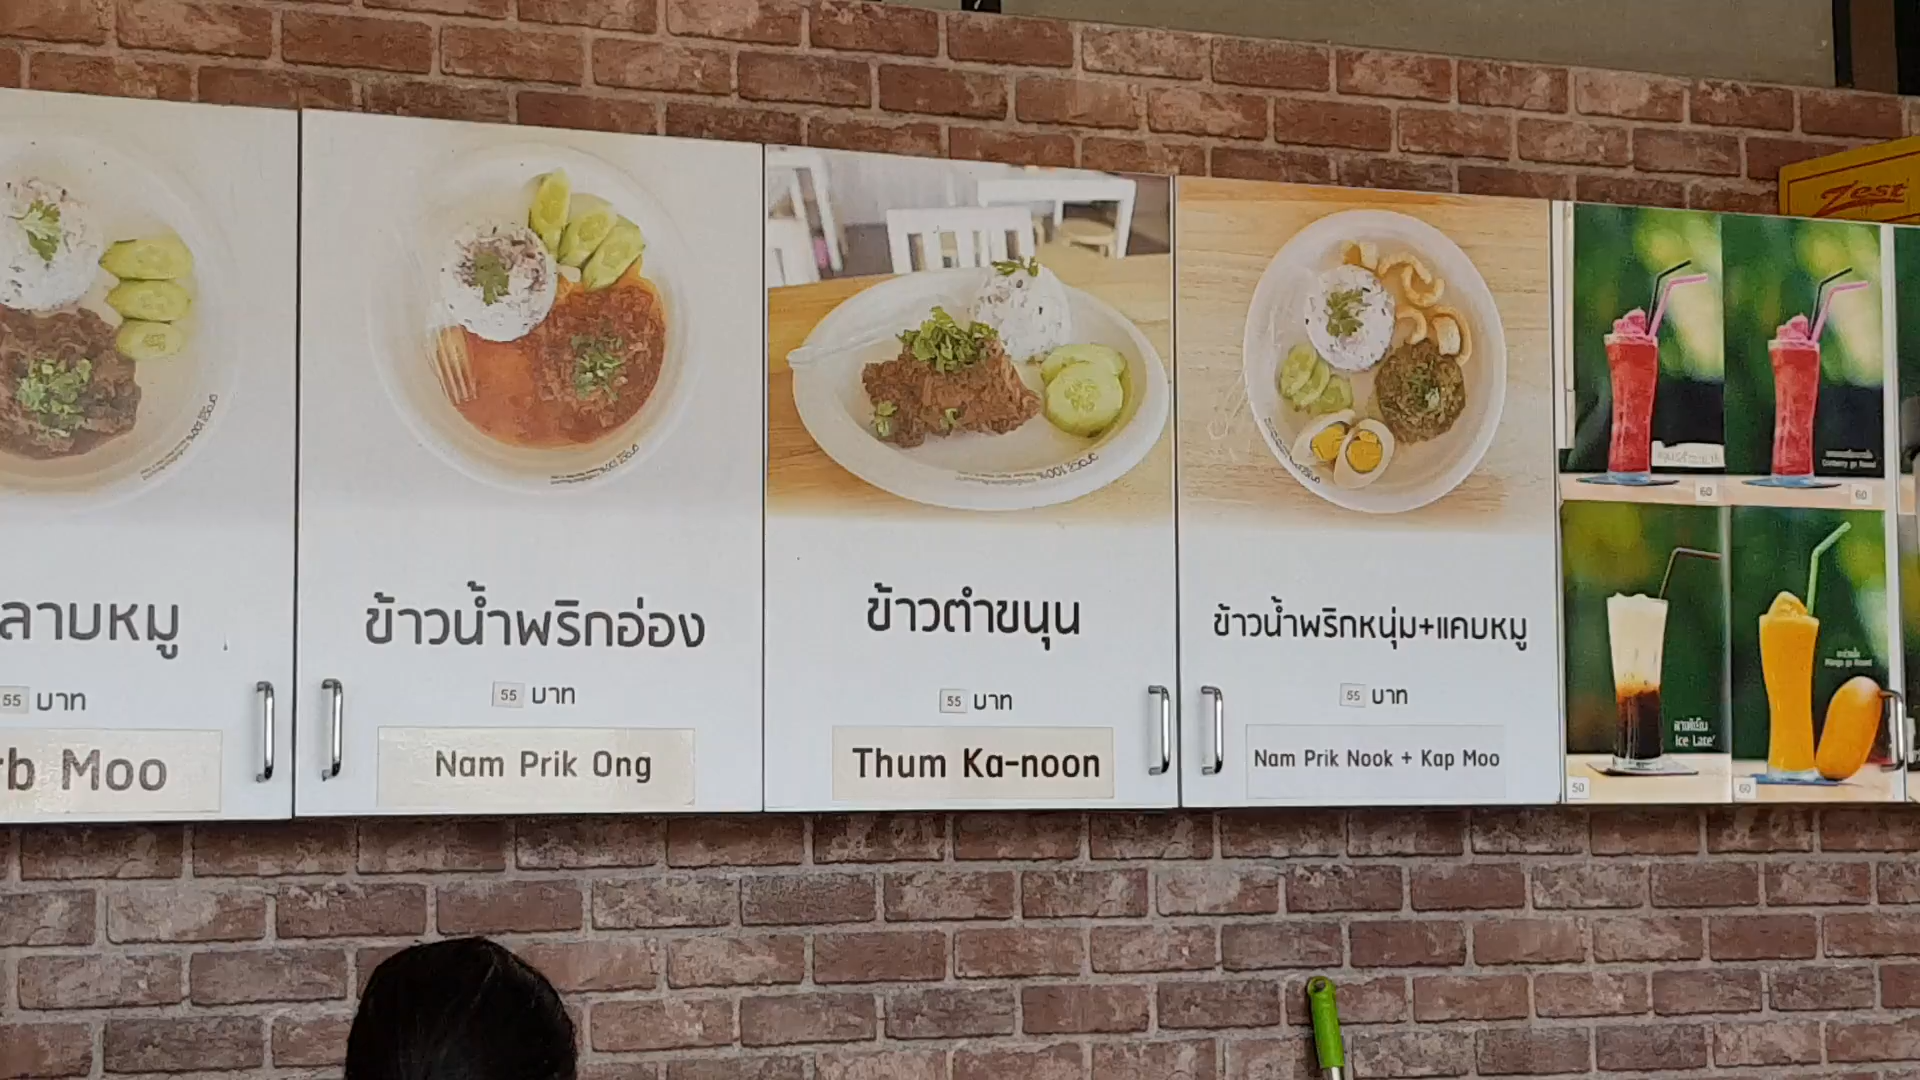 ลาบหมู
55 บาท
rb Moo
ข้าวน้ำพริกอ่อง
55 บาท
Nam Prik Ong
ข้าวตำขนุน
55 บาท
Thum Ka-noon
ข้าวน้ำพริกหนุ่ม+แคบหมู
55 บาท
Nam Prik Nook + Kap Moo
Zest
60
60
Ice Late'
50
60